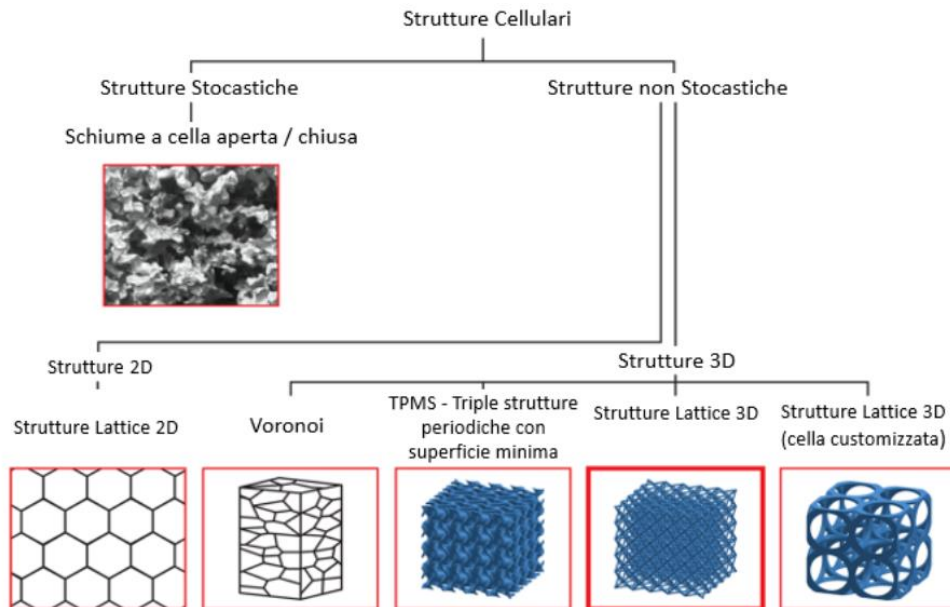 Strutture Cellulari
Strutture Stocastiche
Strutture non Stocastiche
Schiume a cella aperta / chiusa
Strutture 2D
Strutture 3D
Strutture Lattice 2D
Voronoi
TPMS - Triple strutture
periodiche con
superficie minima
Strutture Lattice 3D
Strutture Lattice 3D
(cella customizzata)